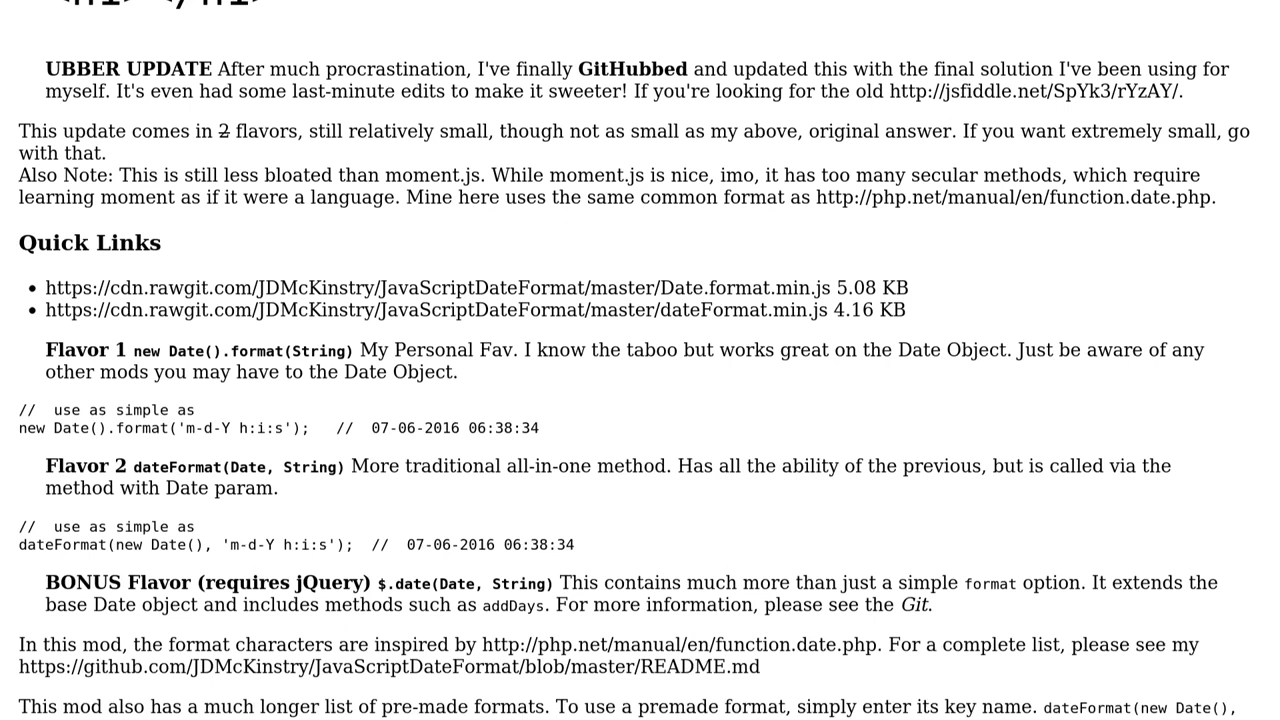 UBBER UPDATE After much procrastination, I've finally GitHubbed and updated this with the final solution I've been using for
myself. It's even had some last-minute edits to make it sweeter! If you're looking for the old http://jsfiddle.net/SpYk3/rYzAY/.
This update comes in 2 flavors, still relatively small, though not as small as my above, original answer. If you want extremely small, go
with that.
Also Note: This is still less bloated than moment.js. While moment.js is nice, imo, it has too many secular methods, which require
learning moment as if it were a language. Mine here uses the same common format as http://php.net/manual/en/function.date.php.
Quick Links
• https://cdn.rawgit.com/JDMcKinstry/JavaScriptDateFormat/master/Date.format.min.js 5.08 KB
• https://cdn.rawgit.com/JDMcKinstry/JavaScriptDateFormat/master/dateFormat.min.js 4.16 KB
Flavor 1 new Date().format(String) My Personal Fav. I know the taboo but works great on the Date Object. Just be aware of any
other mods you may have to the Date Object.
//  use as simple as
new Date().format('m-d-Y h:i:s');   //  07-06-2016 06:38:34
Flavor 2 dateFormat(Date, String) More traditional all-in-one method. Has all the ability of the previous, but is called via the
method with Date param.
//  use as simple as
dateFormat(new Date(), 'm-d-Y h:i:s');  //  07-06-2016 06:38:34
BONUS Flavor (requires jQuery) $.date(Date, String) This contains much more than just a simple format option. It extends the
base Date object and includes methods such as addDays. For more information, please see the Git.
In this mod, the format characters are inspired by http://php.net/manual/en/function.date.php. For a complete list, please see my
https://github.com/JDMcKinstry/JavaScriptDateFormat/blob/master/README.md
This mod also has a much longer list of pre-made formats. To use a premade format, simply enter its key name. dateFormat(new Date(),